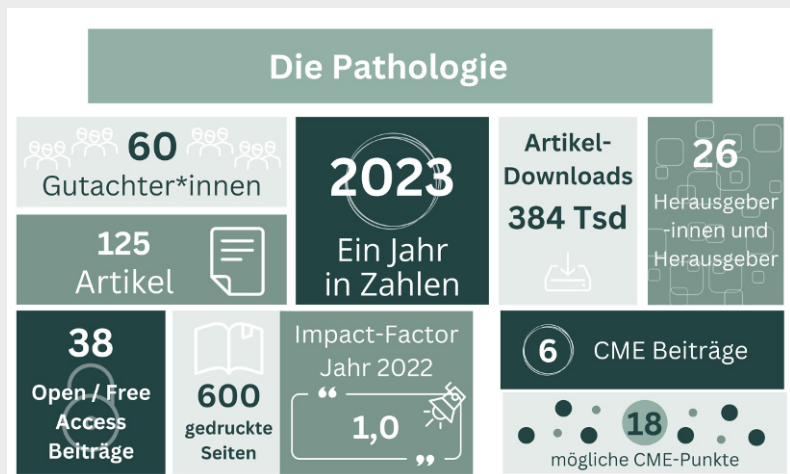 Die Pathologie
60
Gutachter*innen
125
Artikel
2023
Ein Jahr
in Zahlen
Artikel-
Downloads
384 Tsd
26
Herausgeber
-innen und
Herausgeber
38
Open / Free
Access
Beiträge
600
gedruckte
Seiten
Impact-Factor
Jahr 2022
“
1,0
”
6 CME Beiträge
18
mögliche CME-Punkte